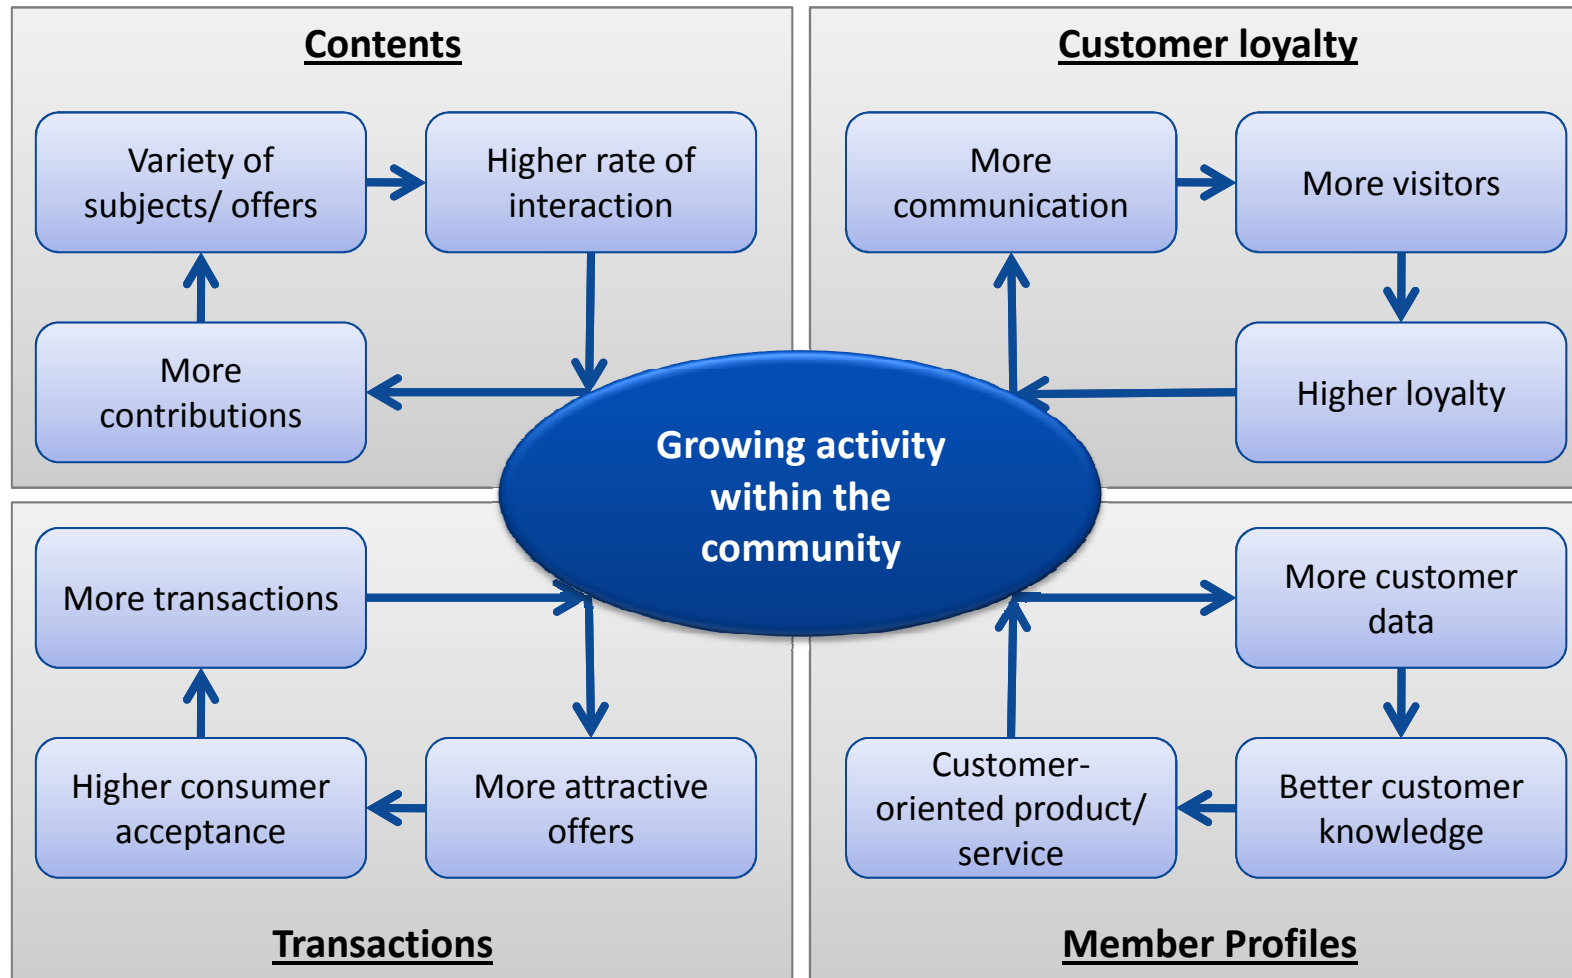 Contents
Variety of
subjects/ offers
Higher rate of
interaction
More
contributions
Customer loyalty
More
communication
More visitors
Higher loyalty
Growing activity
within the
community
More transactions
Higher consumer
acceptance
More attractive
offers
Transactions
More customer
data
Customer-
oriented product/
service
Better customer
knowledge
Member Profiles